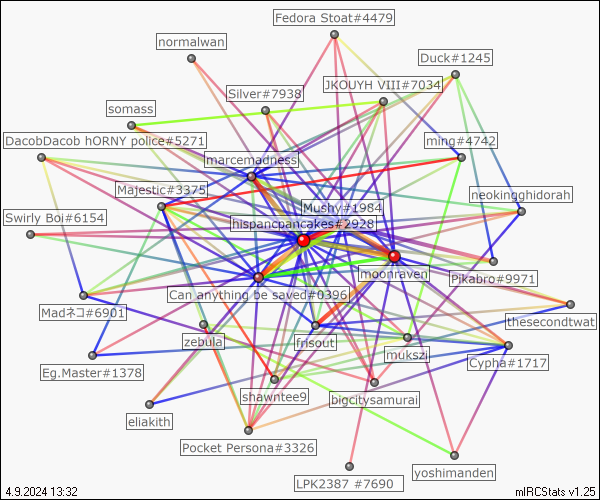 Fedora Stoat#4479
normalwan
Duck#1245
JKOUYH VIII#7034
Silver#7938
somass
ming#4742
DacobDacob hORNY police#5271
marcemadness
Majestic#3375
neokingghidorah
Mushy#1984
Swirly Boi#6154
hispancpancakes#2928
moonraven
Pikabro#9971
Can anything be saved#0396
Madネコ#6901
thesecondtwat
zebula
frisout
mukszi
Cypha#1717
Eg.Master#1378
shawntee9
bigcitysamurai
eliakith
Pocket Persona#3326
yoshimanden
LPK2387 #7690
4.9.2024 13:32
mIRCStats v1.25